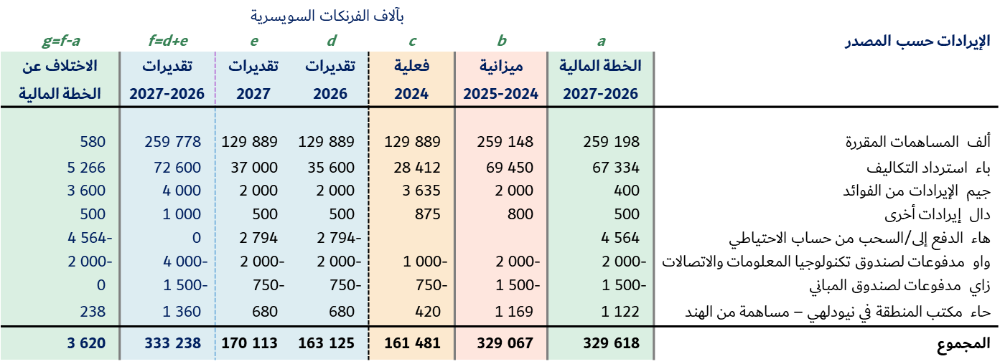 بآلاف الفرنكات السويسرية
الإيرادات حسب المصدر a b c d e f=d+e g=f-a
الخطة المالية ميزانية فعلية تقديرات تقديرات تقديرات الاختلاف عن
2027-2026 2025-2024 2024 2026 2027 2027-2026 الخطة المالية
ألف المساهمات المقررة 259 198 259 148 129 889 129 889 129 889 259 778 580
باء استرداد التكاليف 67 334 69 450 28 412 35 600 37 000 72 600 5 266
جيم الإيرادات من الفوائد 400 2 000 3 635 2 000 2 000 4 000 3 600
دال إيرادات أخرى 500 800 875 500 500 1 000 500
هاء الدفع إلى/السحب من حساب الاحتياطي 4 564 2 794- 2 794 0 4 564-
واو مدفوعات لصندوق تكنولوجيا المعلومات والاتصالات 2 000- 2 000- 1 000- 2 000- 2 000- 4 000- 2 000-
زاي مدفوعات لصندوق المباني 1 500- 1 500- 750- 750- 750- 1 500- 0
حاء مكتب المنطقة في نيودلهي – مساهمة من الهند 1 122 1 169 420 680 680 1 360 238
المجموع 329 618 329 067 161 481 163 125 170 113 333 238 3 620